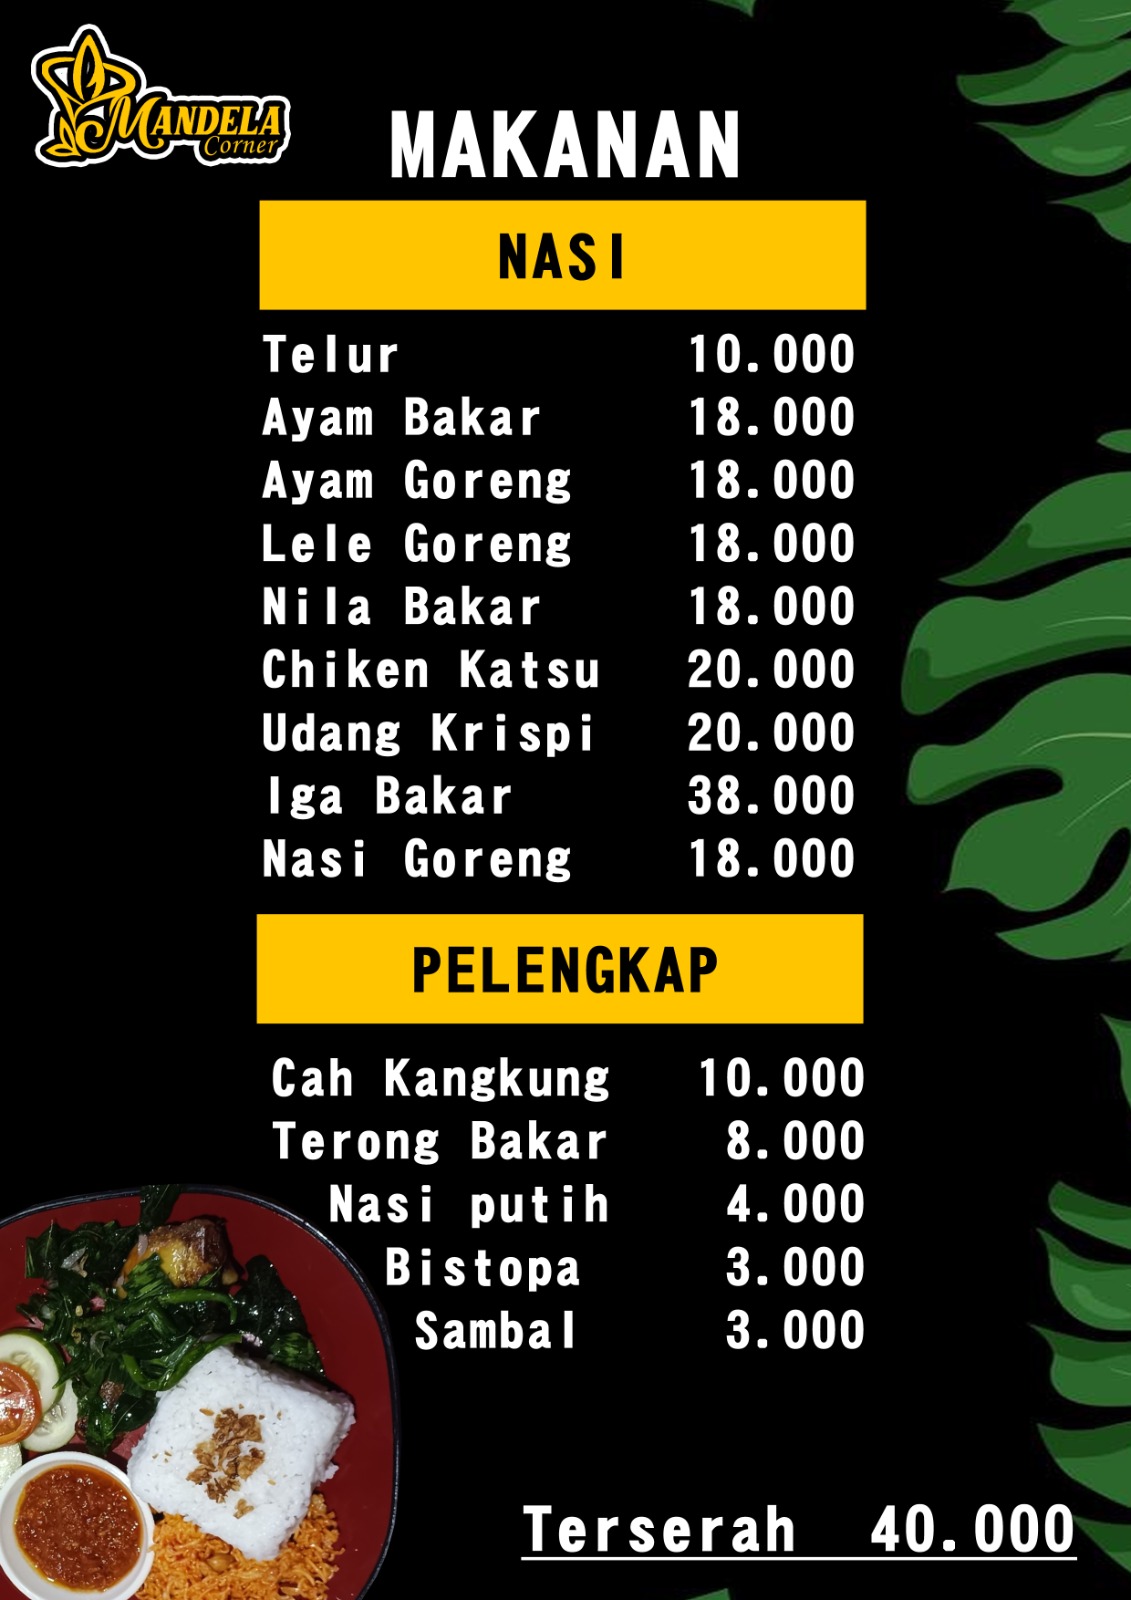 MANDELA
Corner
MAKANAN
NASI
Telur 10.000
Ayam Bakar 18.000
Ayam Goreng 18.000
Lele Goreng 18.000
Nila Bakar 18.000
Chiken Katsu 20.000
Udang Krispi 20.000
Iga Bakar 38.000
Nasi Goreng 18.000
PELENGKAP
Cah Kangkung 10.000
Terong Bakar 8.000
Nasi putih 4.000
Bistopa 3.000
Sambal 3.000
Terserah 40.000